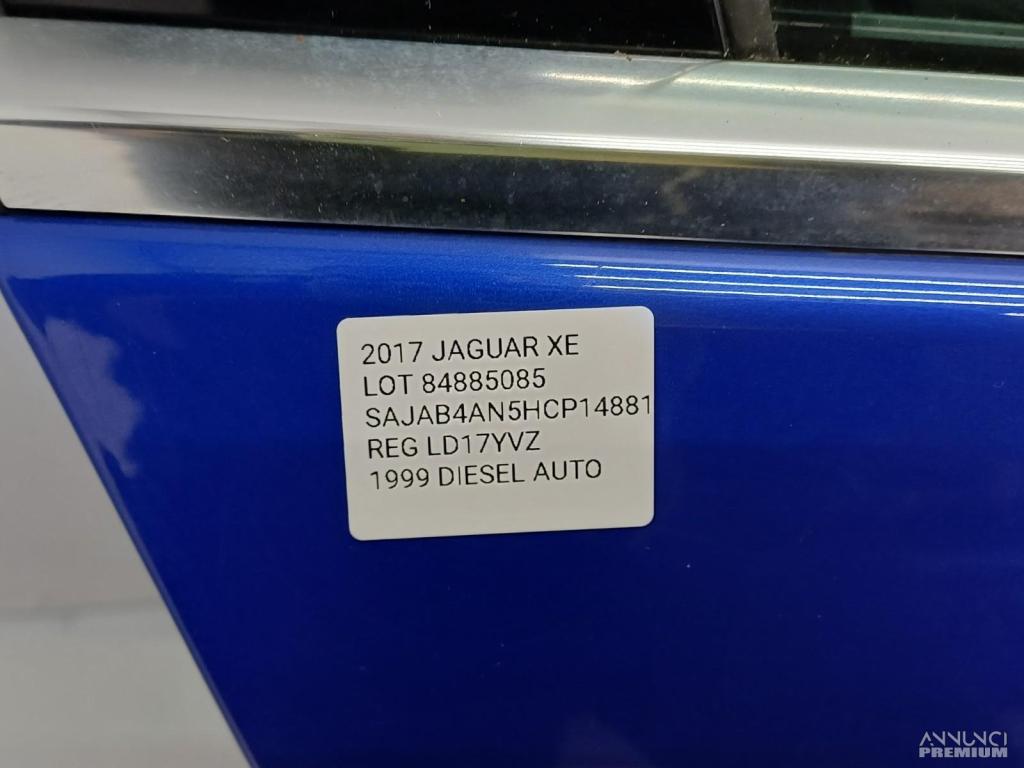 2017 JAGUAR XE
LOT 84885085
SAJAB4AN5HCP14881
REG LD17YVZ
1999 DIESEL AUTO
ANNUNCI
PREMIUM